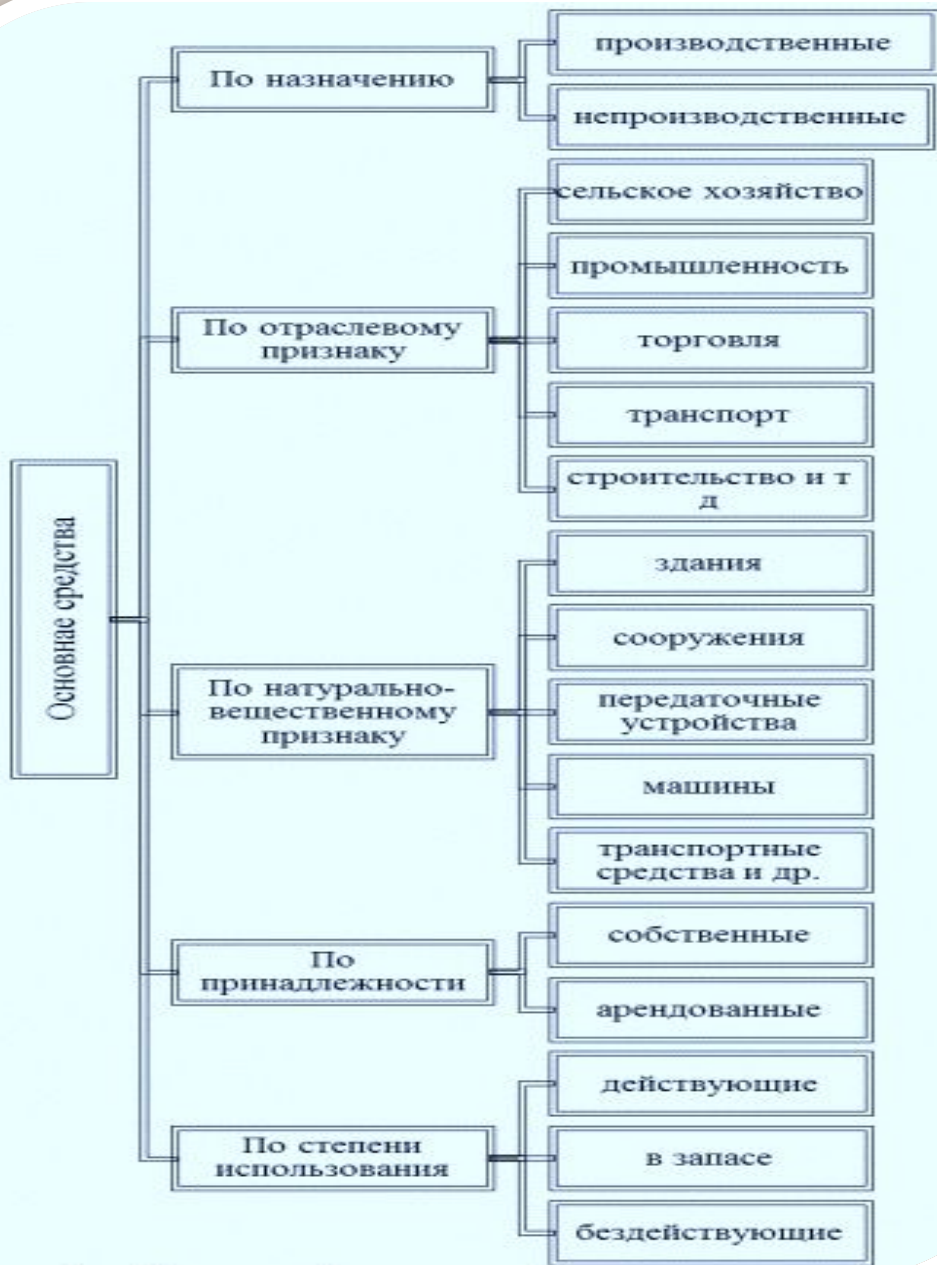 Основнае средства
По назначению
производственные
непроизводственные
По отраслевому
признаку
сельское хозяйство
промышленность
торговля
транспорт
строительство и т
д
По натурально-
вещественному
признаку
здания
сооружения
передаточные
устройства
машины
транспортные
средства и др.
По
принадлежности
собственные
арендованные
По степени
использования
действующие
в запасе
бездействующие